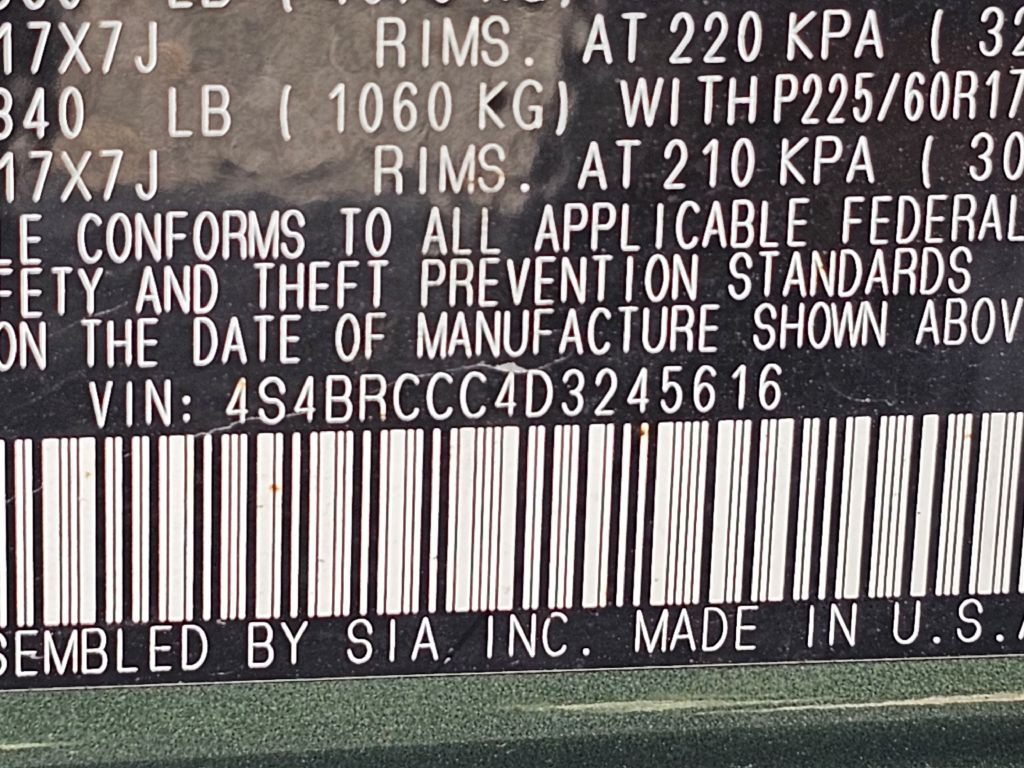 LB (
17X7J RIMS. AT 220 KPA ( 32
840 LB ( 1060 KG) WITH P225/60R17
17X7J RIMS. AT 210 KPA ( 30
LE CONFORMS TO ALL APPLICABLE FEDERAL
FETY AND THEFT PREVENTION STANDARDS
ON THE DATE OF MANUFACTURE SHOWN ABOV
VIN: 4S4BRCCC4D3245616
SEMBLED BY SIA, INC. MADE IN U.S.A